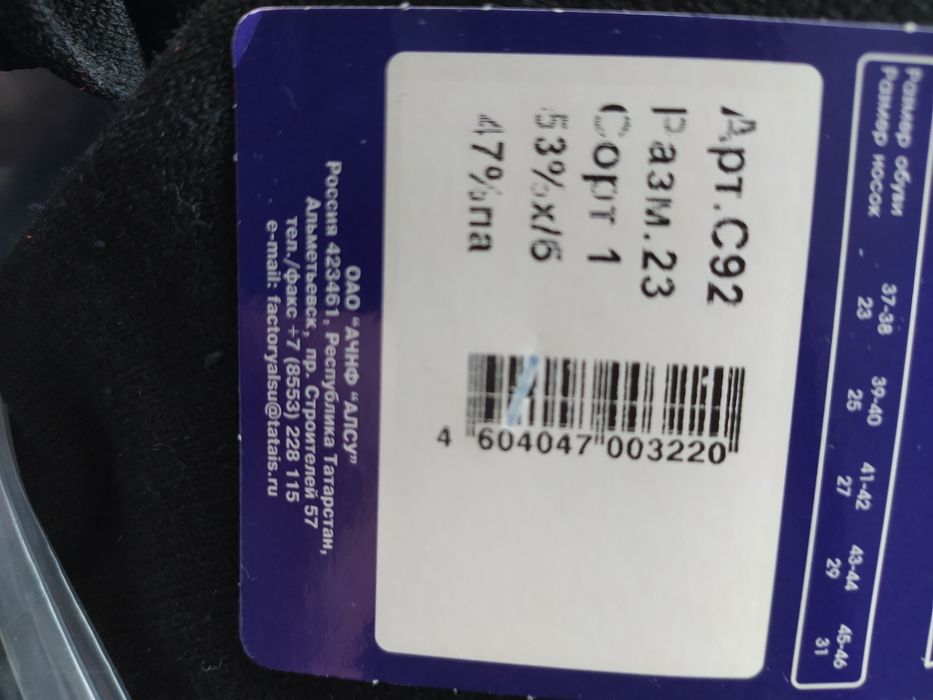 Размер обуви 37-38 39-40 41-42 43-44 45-46
Размер носок 23 25 27 29 31
Арт.С92
Разм.23
Сорт 1
53%х/б
47%па
4 604047 003220
ОАО "АЧНФ "АЛСУ"
Россия 423461, Республика Татарстан,
Альметьевск, пр. Строителей 57
тел./факс +7 (8553) 228 115
e-mail: factoryalsu@tatais.ru